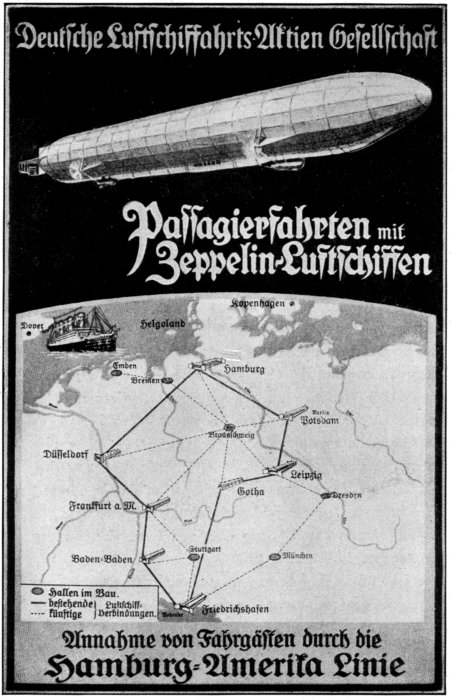 Deutsche Luftschiffahrts-Aktien Gesellschaft
Passagierfahrten mit
Zeppelin-Luftschiffen
Kopenhagen
Dover
Helgoland
Emden
Bremen
Hamburg
Berlin
Potsdam
Braunschweig
Düsseldorf
Leipzig
Gotha
Dresden
Frankfurt a.M.
Stuttgart
München
Baden-Baden
Friedrichshafen
Hallen im Bau.
bestehende } Luftschiff-
künftige } Verbindungen.
Annahme von Fahrgästen durch die
Hamburg-Amerika Linie